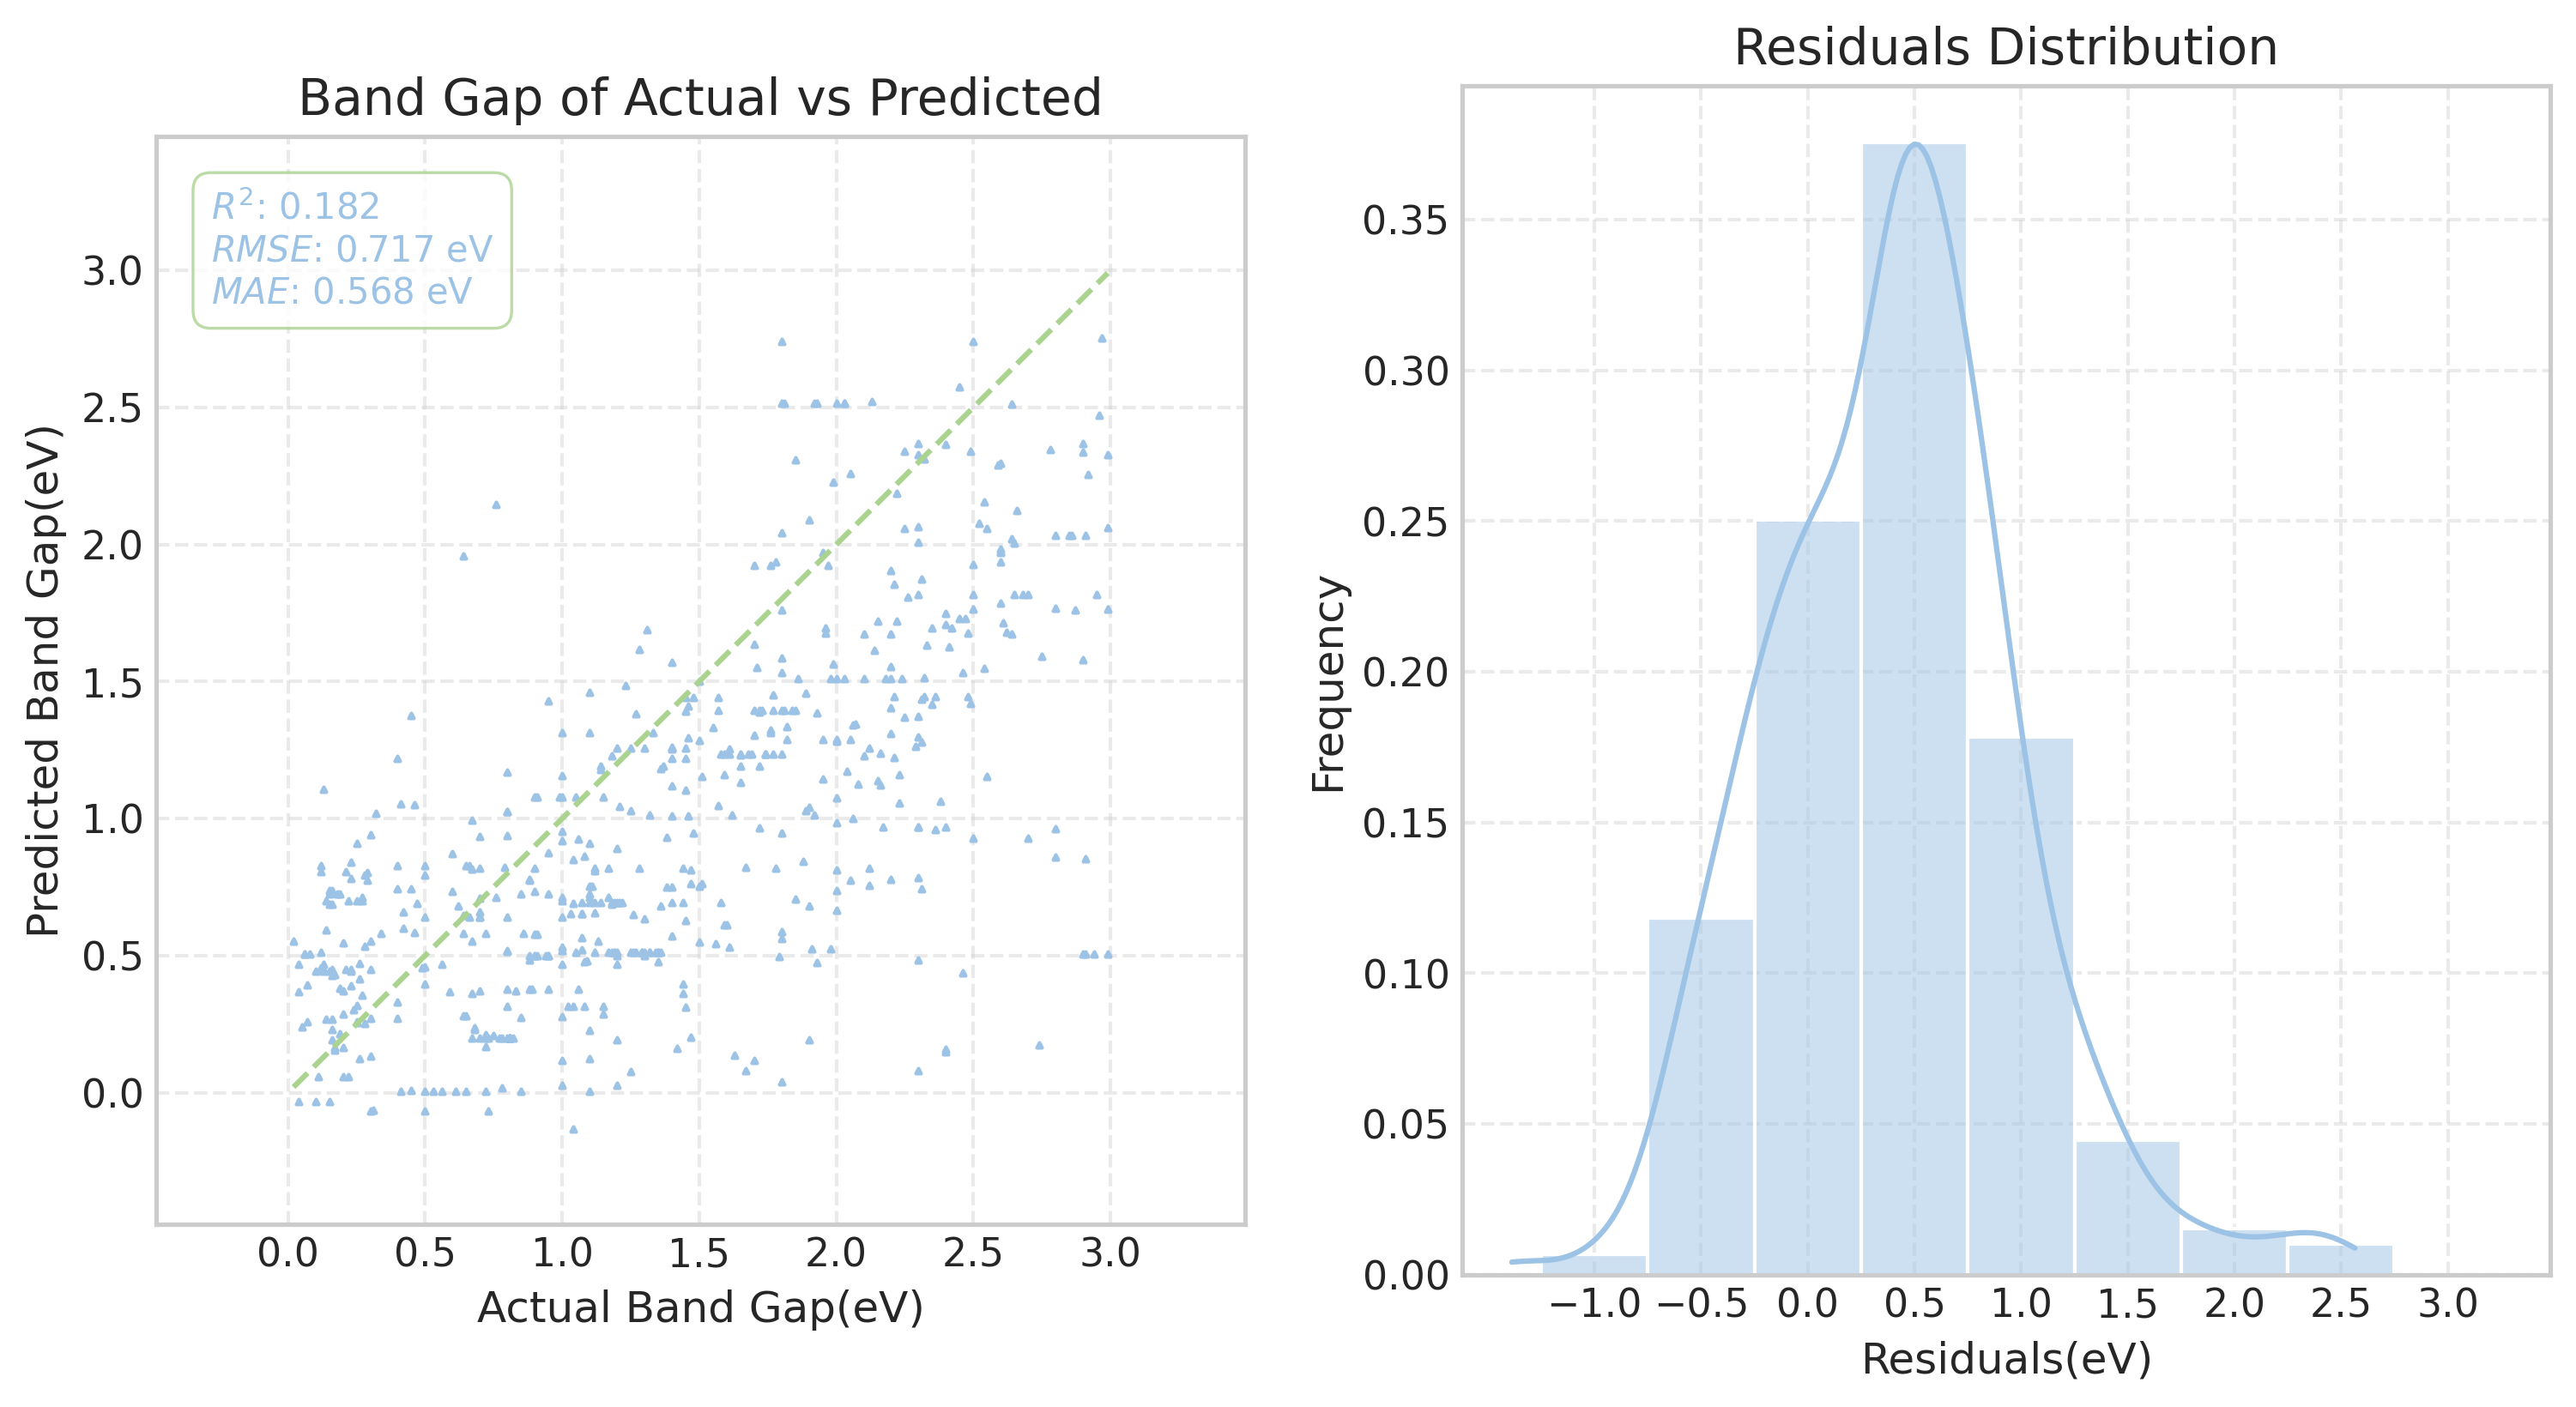 Band Gap of Actual vs Predicted
R²: 0.182
RMSE: 0.717 eV
MAE: 0.568 eV
Predicted Band Gap(eV)
3.0
2.5
2.0
1.5
1.0
0.5
0.0
0.0 0.5 1.0 1.5 2.0 2.5 3.0
Actual Band Gap(eV)
Residuals Distribution
Frequency
0.35
0.30
0.25
0.20
0.15
0.10
0.05
0.00
−1.0 −0.5 0.0 0.5 1.0 1.5 2.0 2.5 3.0
Residuals(eV)